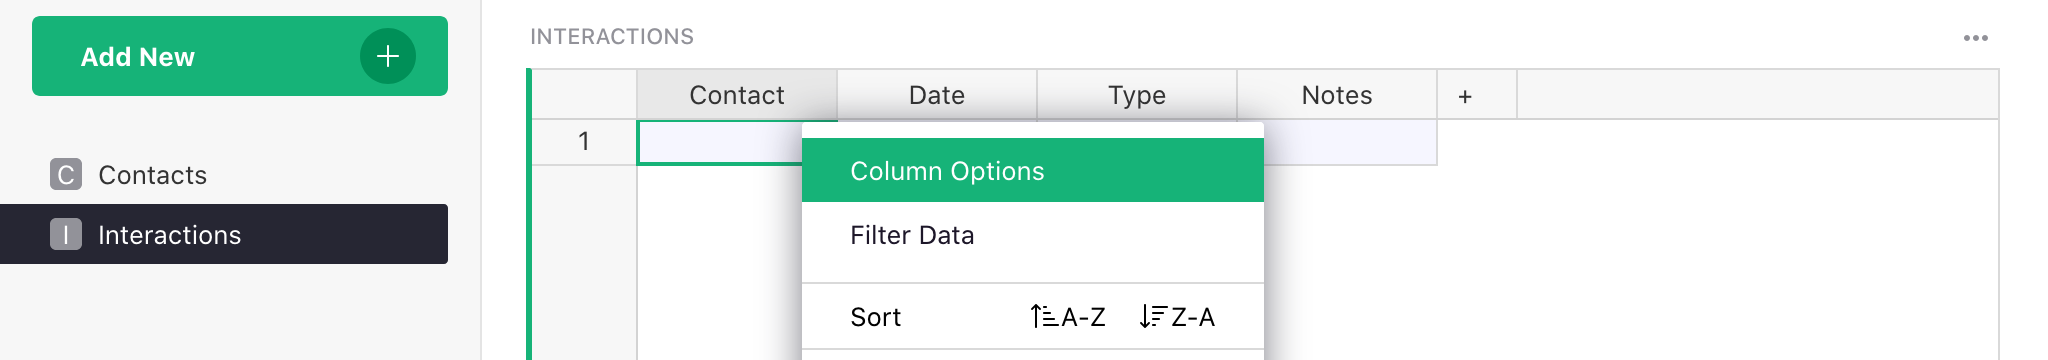 Add New
C Contacts
I Interactions
INTERACTIONS
Contact Date Type Notes +
1
Column Options
Filter Data
Sort A-Z Z-A